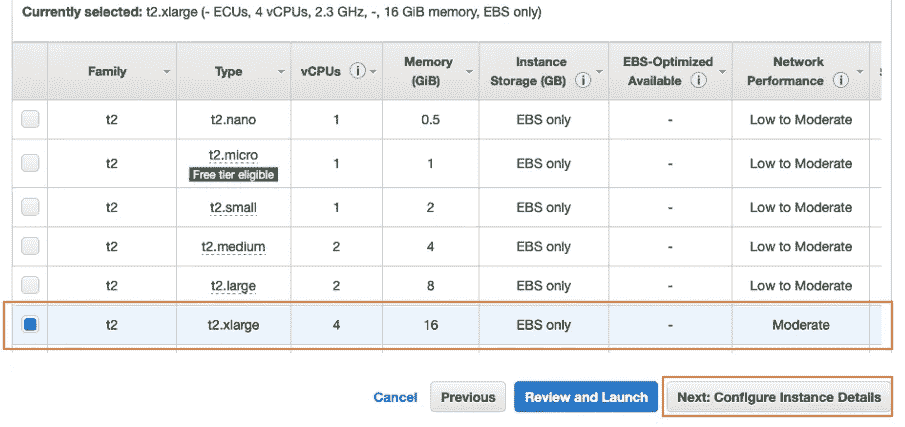 Currently selected: t2.xlarge (- ECUs, 4 vCPUs, 2.3 GHz, -, 16 GiB memory, EBS only)
Family Type vCPUs Memory (GiB) Instance Storage (GB) EBS-Optimized Available Network Performance
t2 t2.nano 1 0.5 EBS only - Low to Moderate
t2 t2.micro Free tier eligible 1 1 EBS only - Low to Moderate
t2 t2.small 1 2 EBS only - Low to Moderate
t2 t2.medium 2 4 EBS only - Low to Moderate
t2 t2.large 2 8 EBS only - Low to Moderate
t2 t2.xlarge 4 16 EBS only - Moderate
Cancel Previous Review and Launch Next: Configure Instance Details